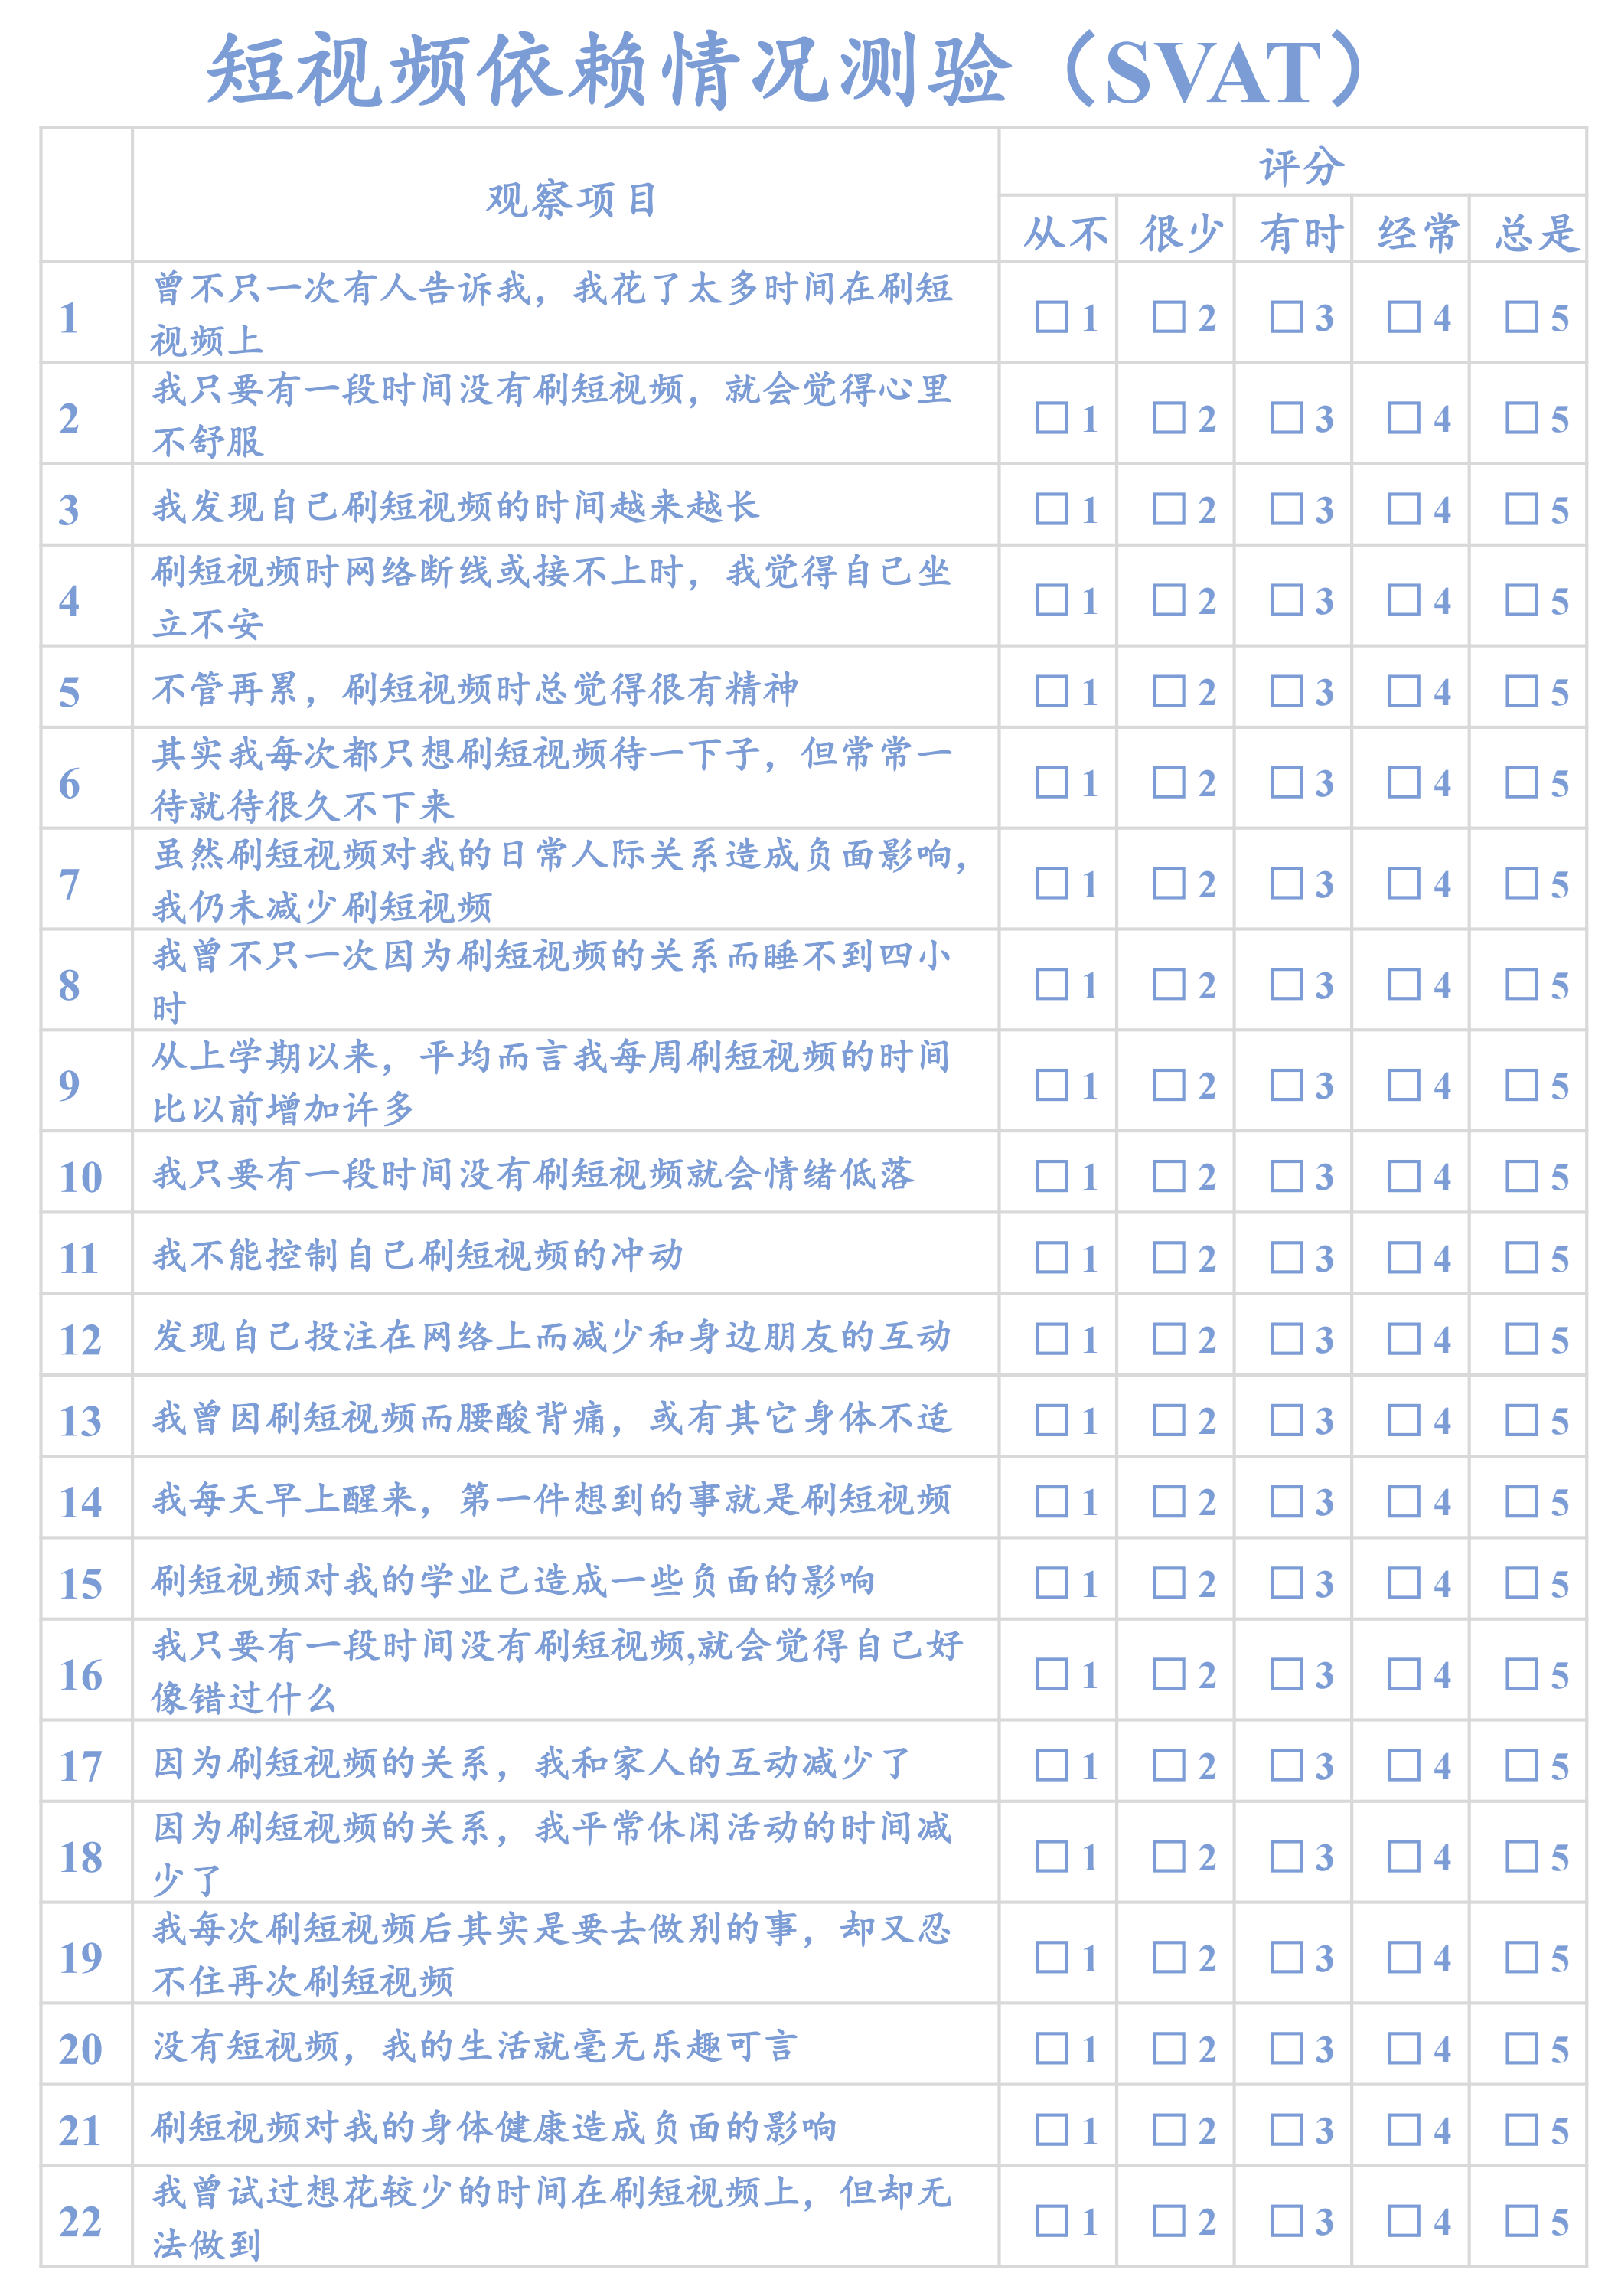 短视频依赖情况测验（SVAT）
观察项目
评分
从不 很少 有时 经常 总是
1 曾不只一次有人告诉我，我花了太多时间在刷短 □ 1 □ 2 □ 3 □ 4 □ 5
视频上
2 我只要有一段时间没有刷短视频，就会觉得心里 □ 1 □ 2 □ 3 □ 4 □ 5
不舒服
3 我发现自己刷短视频的时间越来越长 □ 1 □ 2 □ 3 □ 4 □ 5
4 刷短视频时网络断线或接不上时，我觉得自己坐 □ 1 □ 2 □ 3 □ 4 □ 5
立不安
5 不管再累，刷短视频时总觉得很有精神 □ 1 □ 2 □ 3 □ 4 □ 5
6 其实我每次都只想刷短视频待一下子，但常常一 □ 1 □ 2 □ 3 □ 4 □ 5
待就待很久不下来
7 虽然刷短视频对我的日常人际关系造成负面影响， □ 1 □ 2 □ 3 □ 4 □ 5
我仍未减少刷短视频
8 我曾不只一次因为刷短视频的关系而睡不到四小 □ 1 □ 2 □ 3 □ 4 □ 5
时
9 从上学期以来，平均而言我每周刷短视频的时间 □ 1 □ 2 □ 3 □ 4 □ 5
比以前增加许多
10 我只要有一段时间没有刷短视频就会情绪低落 □ 1 □ 2 □ 3 □ 4 □ 5
11 我不能控制自己刷短视频的冲动 □ 1 □ 2 □ 3 □ 4 □ 5
12 发现自己投注在网络上而减少和身边朋友的互动 □ 1 □ 2 □ 3 □ 4 □ 5
13 我曾因刷短视频而腰酸背痛，或有其它身体不适 □ 1 □ 2 □ 3 □ 4 □ 5
14 我每天早上醒来，第一件想到的事就是刷短视频 □ 1 □ 2 □ 3 □ 4 □ 5
15 刷短视频对我的学业已造成一些负面的影响 □ 1 □ 2 □ 3 □ 4 □ 5
16 我只要有一段时间没有刷短视频,就会觉得自己好 □ 1 □ 2 □ 3 □ 4 □ 5
像错过什么
17 因为刷短视频的关系，我和家人的互动减少了 □ 1 □ 2 □ 3 □ 4 □ 5
18 因为刷短视频的关系，我平常休闲活动的时间减 □ 1 □ 2 □ 3 □ 4 □ 5
少了
19 我每次刷短视频后其实是要去做别的事，却又忍 □ 1 □ 2 □ 3 □ 4 □ 5
不住再次刷短视频
20 没有短视频，我的生活就毫无乐趣可言 □ 1 □ 2 □ 3 □ 4 □ 5
21 刷短视频对我的身体健康造成负面的影响 □ 1 □ 2 □ 3 □ 4 □ 5
22 我曾试过想花较少的时间在刷短视频上，但却无 □ 1 □ 2 □ 3 □ 4 □ 5
法做到